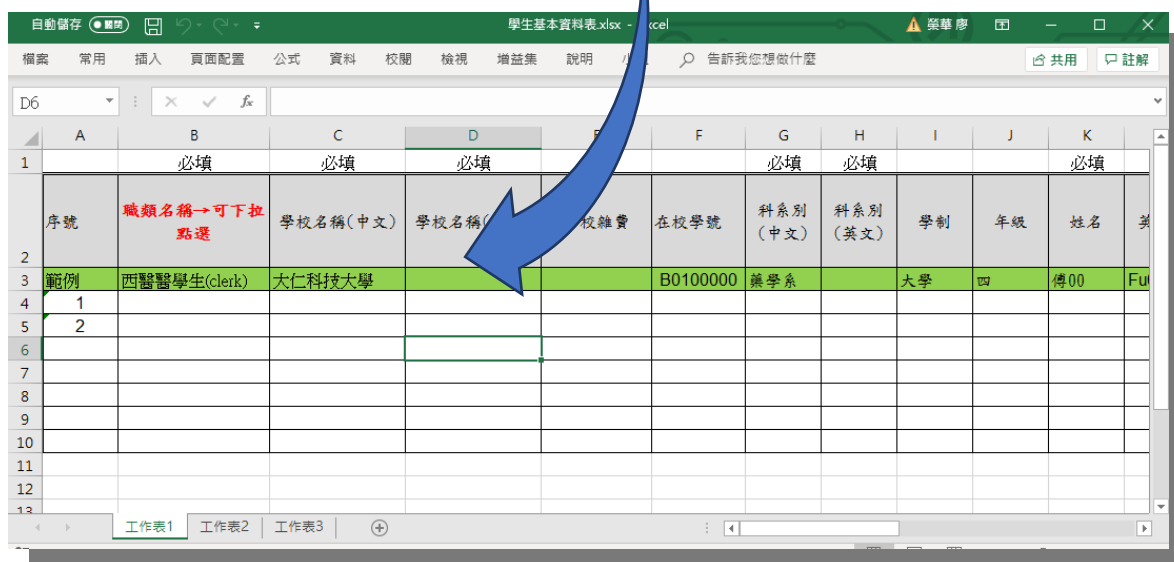 自動儲存 關閉 學生基本資料表.xlsx - xcel 榮華 廖
檔案 常用 插入 頁面配置 公式 資料 校閱 檢視 增益集 說明 告訴我您想做什麼 共用 註解
D6 fx
A B C D F G H I J K
1 必填 必填 必填 必填 必填 必填
2 序號 職類名稱→可下拉點選 學校名稱(中文) 學校名稱( 校雜費 在校學號 科系別(中文) 科系別(英文) 學制 年級 姓名 英
3 範例 西醫醫學生(clerk) 大仁科技大學 B0100000 藥學系 大學 四 傅00 Fu
4 1
5 2
6
7
8
9
10
11
12
13
工作表1 工作表2 工作表3